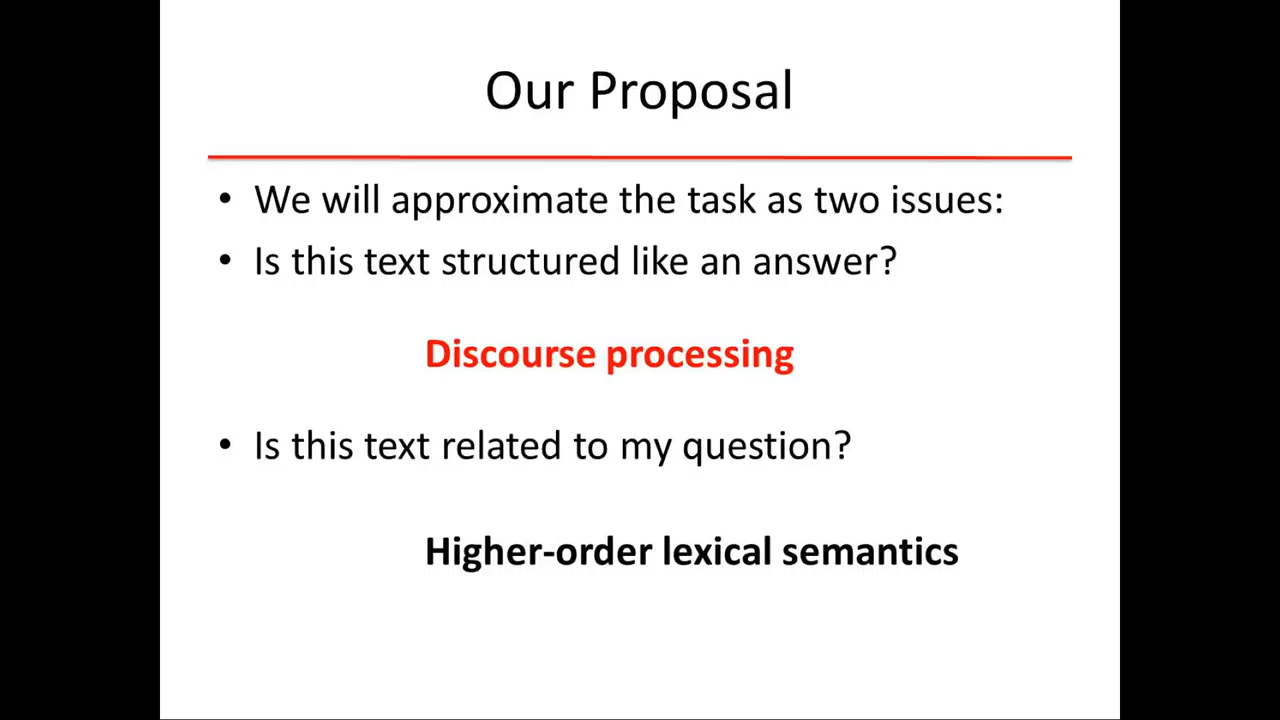 Our Proposal
• We will approximate the task as two issues:
• Is this text structured like an answer?
Discourse processing
• Is this text related to my question?
Higher-order lexical semantics